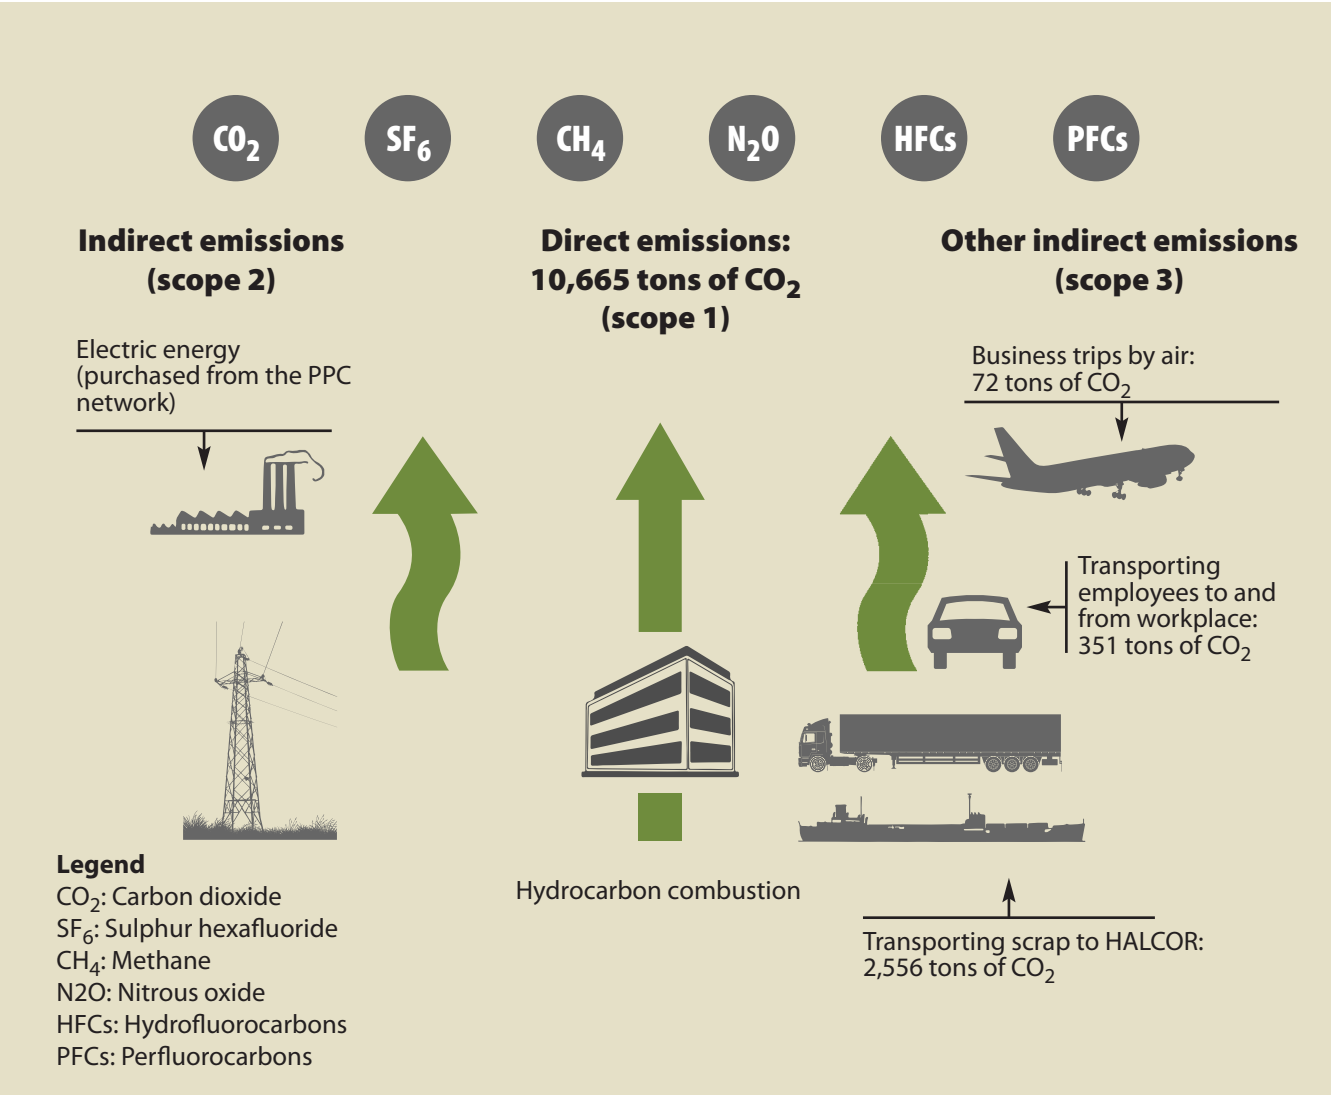 CO2
SF6
CH4
N2O
HFCs
PFCs
Indirect emissions
(scope 2)
Direct emissions:
10,665 tons of CO2
(scope 1)
Other indirect emissions
(scope 3)
Electric energy
(purchased from the PPC
network)
Business trips by air:
72 tons of CO2
Transporting
employees to and
from workplace:
351 tons of CO2
Hydrocarbon combustion
Transporting scrap to HALCOR:
2,556 tons of CO2
Legend
CO2: Carbon dioxide
SF6: Sulphur hexafluoride
CH4: Methane
N2O: Nitrous oxide
HFCs: Hydrofluorocarbons
PFCs: Perfluorocarbons